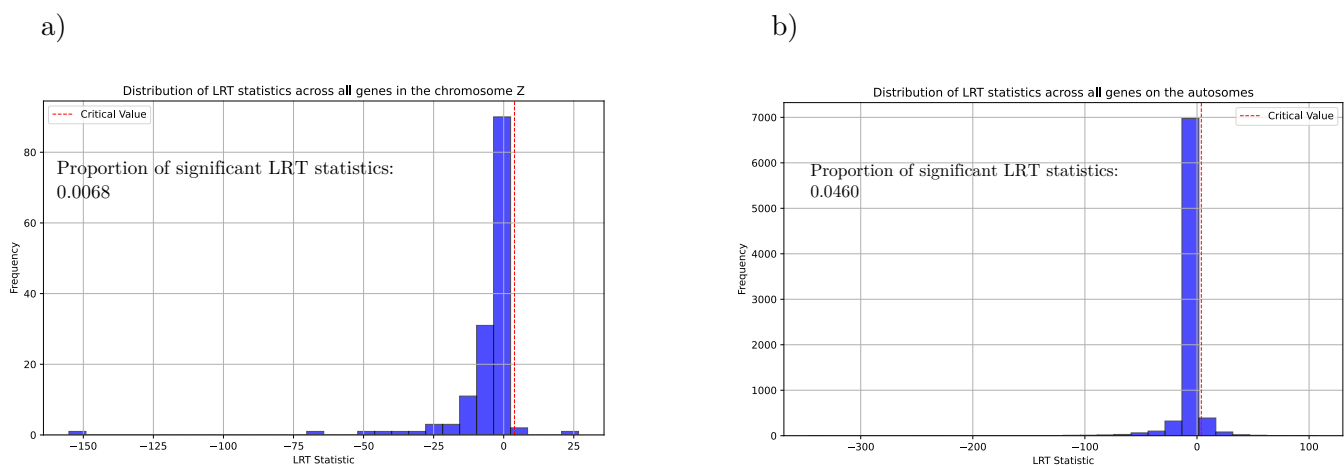 a)
Distribution of LRT statistics across all genes in the chromosome Z
Critical Value
Proportion of significant LRT statistics:
0.0068
Frequency
80
60
40
20
0
−150
−125
−100
−75
−50
−25
0
25
LRT Statistic
b)
Distribution of LRT statistics across all genes on the autosomes
Critical Value
Proportion of significant LRT statistics:
0.0460
Frequency
7000
6000
5000
4000
3000
2000
1000
0
−300
−200
−100
0
100
LRT Statistic